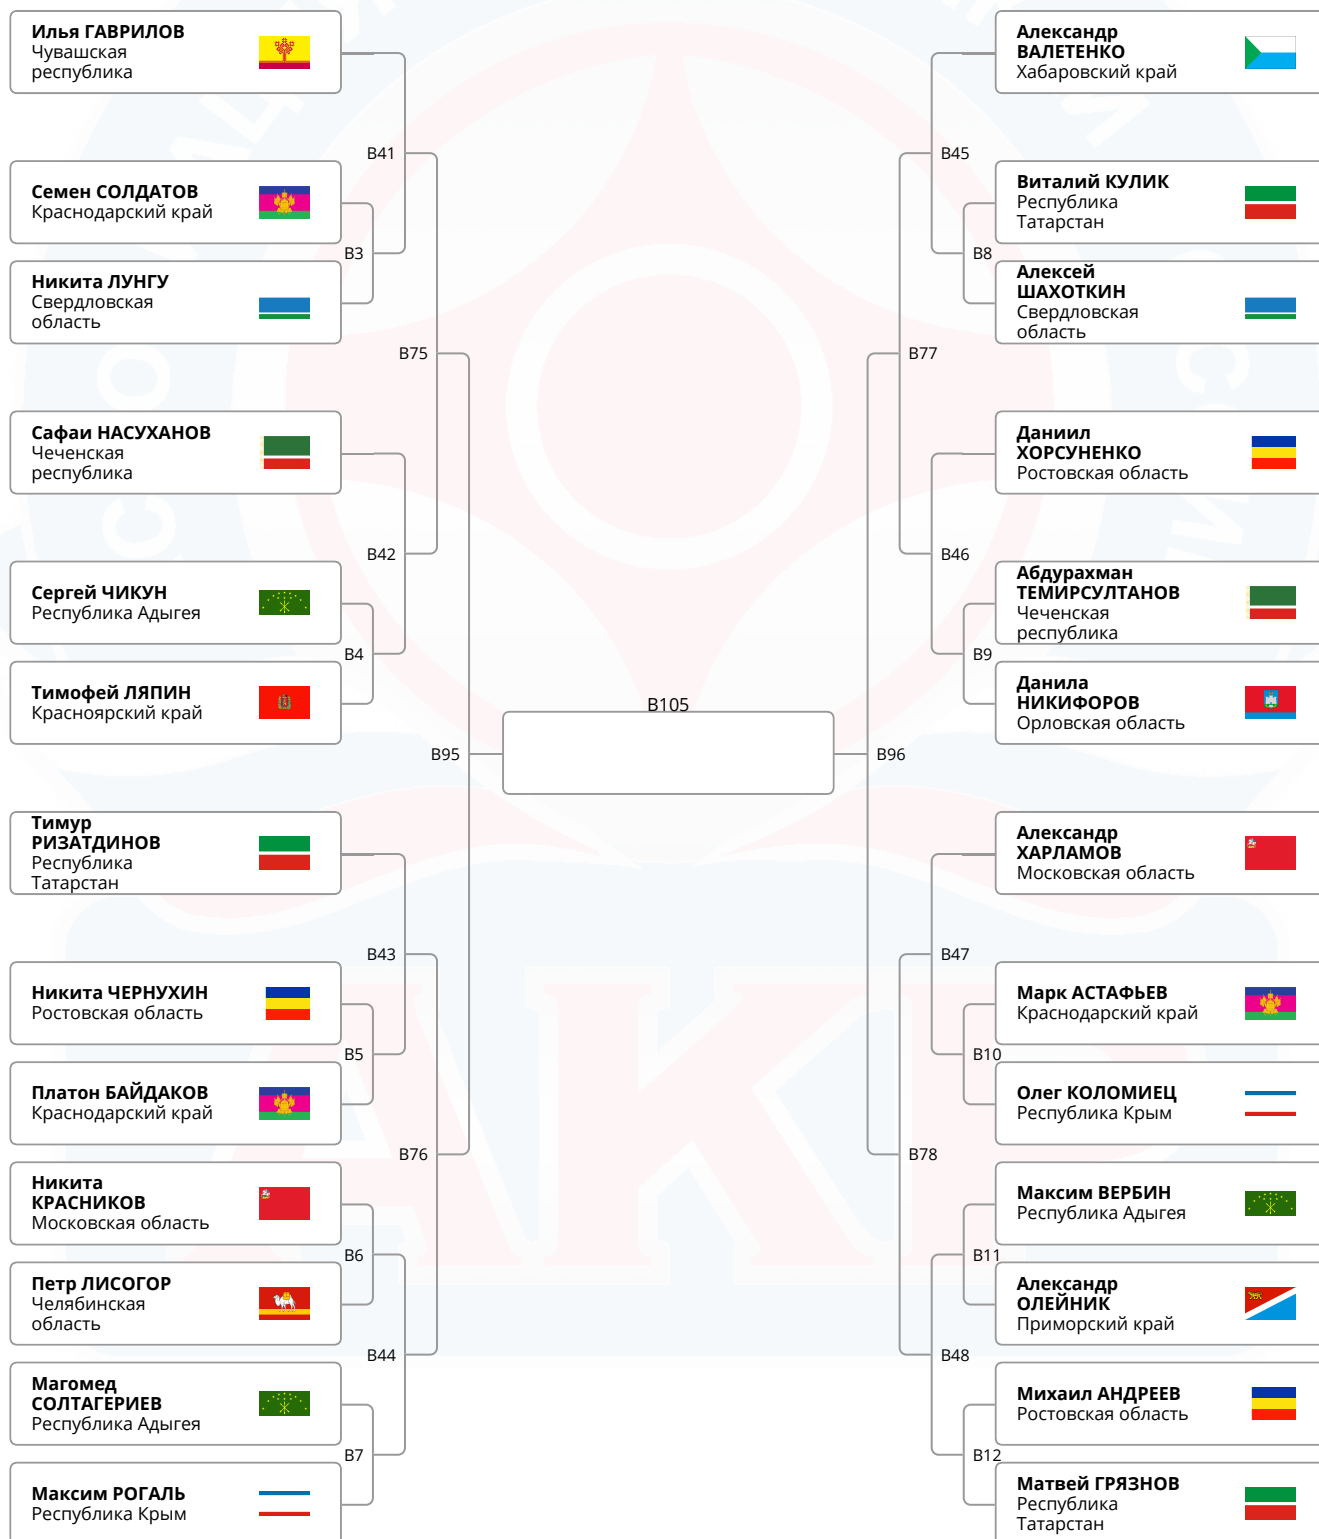 Илья ГАВРИЛОВ
Чувашская
республика
B41
Семен СОЛДАТОВ
Краснодарский край
B3
Никита ЛУНГУ
Свердловская
область
B75
Сафаи НАСУХАНОВ
Чеченская
республика
B42
Сергей ЧИКУН
Республика Адыгея
B4
Тимофей ЛЯПИН
Красноярский край
B95
Тимур
РИЗАТДИНОВ
Республика
Татарстан
B43
Никита ЧЕРНУХИН
Ростовская область
B5
Платон БАЙДАКОВ
Краснодарский край
B76
Никита
КРАСНИКОВ
Московская область
B6
Петр ЛИСОГОР
Челябинская
область
B44
Магомед
СОЛТАГЕРИЕВ
Республика Адыгея
B7
Максим РОГАЛЬ
Республика Крым
B105
Александр
ВАЛЕТЕНКО
Хабаровский край
B45
Виталий КУЛИК
Республика
Татарстан
B8
Алексей
ШАХОТКИН
Свердловская
область
B77
Даниил
ХОРСУНЕНКО
Ростовская область
B46
Абдурахман
ТЕМИРСУЛТАНОВ
Чеченская
республика
B9
Данила
НИКИФОРОВ
Орловская область
B96
Александр
ХАРЛАМОВ
Московская область
B47
Марк АСТАФЬЕВ
Краснодарский край
B10
Олег КОЛОМИЕЦ
Республика Крым
B78
Максим ВЕРБИН
Республика Адыгея
B11
Александр
ОЛЕЙНИК
Приморский край
B48
Михаил АНДРЕЕВ
Ростовская область
B12
Матвей ГРЯЗНОВ
Республика
Татарстан
АКР